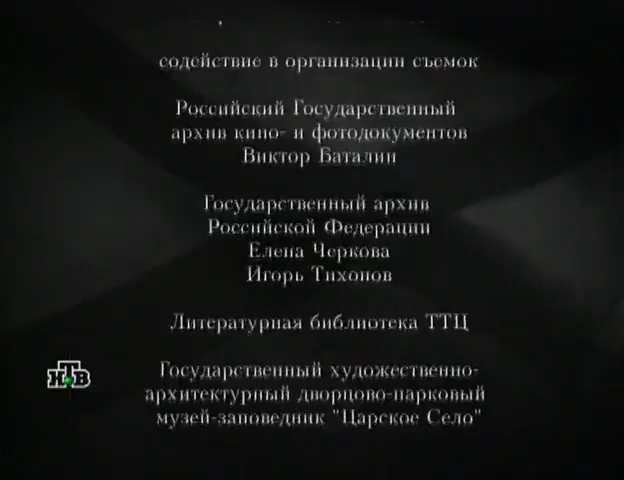 содействие в организации съемок
Российский Государственный
архив кино- и фотодокументов
Виктор Баталин
Государственный архив
Российской Федерации
Елена Черкова
Игорь Тихонов
Литературная библиотека ТТЦ
Государственный художественно-
архитектурный дворцово-парковый
музей-заповедник "Царское Село"
НТВ